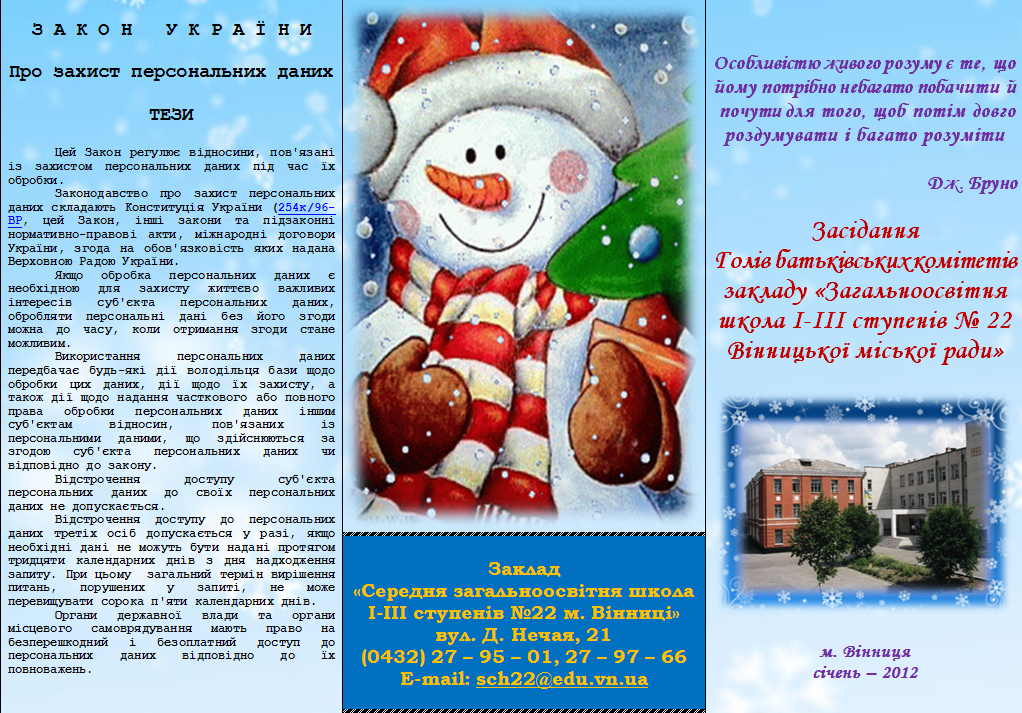 З А К О Н У К Р А Ї Н И
Про захист персональних даних
ТЕЗИ
Цей Закон регулює відносини, пов'язані
із захистом персональних даних під час їх
обробки.
Законодавство про захист персональних
даних складають Конституція України (254к/96-
ВР, цей Закон, інші закони та підзаконні
нормативно-правові акти, міжнародні договори
України, згода на обов'язковість яких надана
Верховною Радою України.
Якщо обробка персональних даних є
необхідною для захисту життєво важливих
інтересів суб'єкта персональних даних,
обробляти персональні дані без його згоди
можна до часу, коли отримання згоди стане
можливим.
Використання персональних даних
передбачає будь-які дії володільця бази щодо
обробки цих даних, дії щодо їх захисту, а
також дії щодо надання часткового або повного
права обробки персональних даних іншим
суб'єктам відносин, пов'язаних із
персональними даними, що здійснюються за
згодою суб'єкта персональних даних чи
відповідно до закону.
Відстрочення доступу суб'єкта
персональних даних до своїх персональних
даних не допускається.
Відстрочення доступу до персональних
даних третіх осіб допускається у разі, якщо
необхідні дані не можуть бути надані протягом
тридцяти календарних днів з дня надходження
запиту. При цьому загальний термін вирішення
питань, порушених у запиті, не може
перевищувати сорока п'яти календарних днів.
Органи державної влади та органи
місцевого самоврядування мають право на
безперешкодний і безоплатний доступ до
персональних даних відповідно до їх
повноважень.
Заклад
«Середня загальноосвітня школа
І-ІІІ ступенів №22 м. Вінниці»
вул. Д. Нечая, 21
(0432) 27 – 95 – 01, 27 – 97 – 66
E-mail: sch22@edu.vn.ua
Особливістю живого розуму є те, що
йому потрібно небагато побачити й
почути для того, щоб потім довго
роздумувати і багато розуміти
Дж. Бруно
Засідання
Голів батьківських комітетів
закладу «Загальноосвітня
школа І-ІІІ ступенів № 22
Вінницької міської ради»
м. Вінниця
січень – 2012